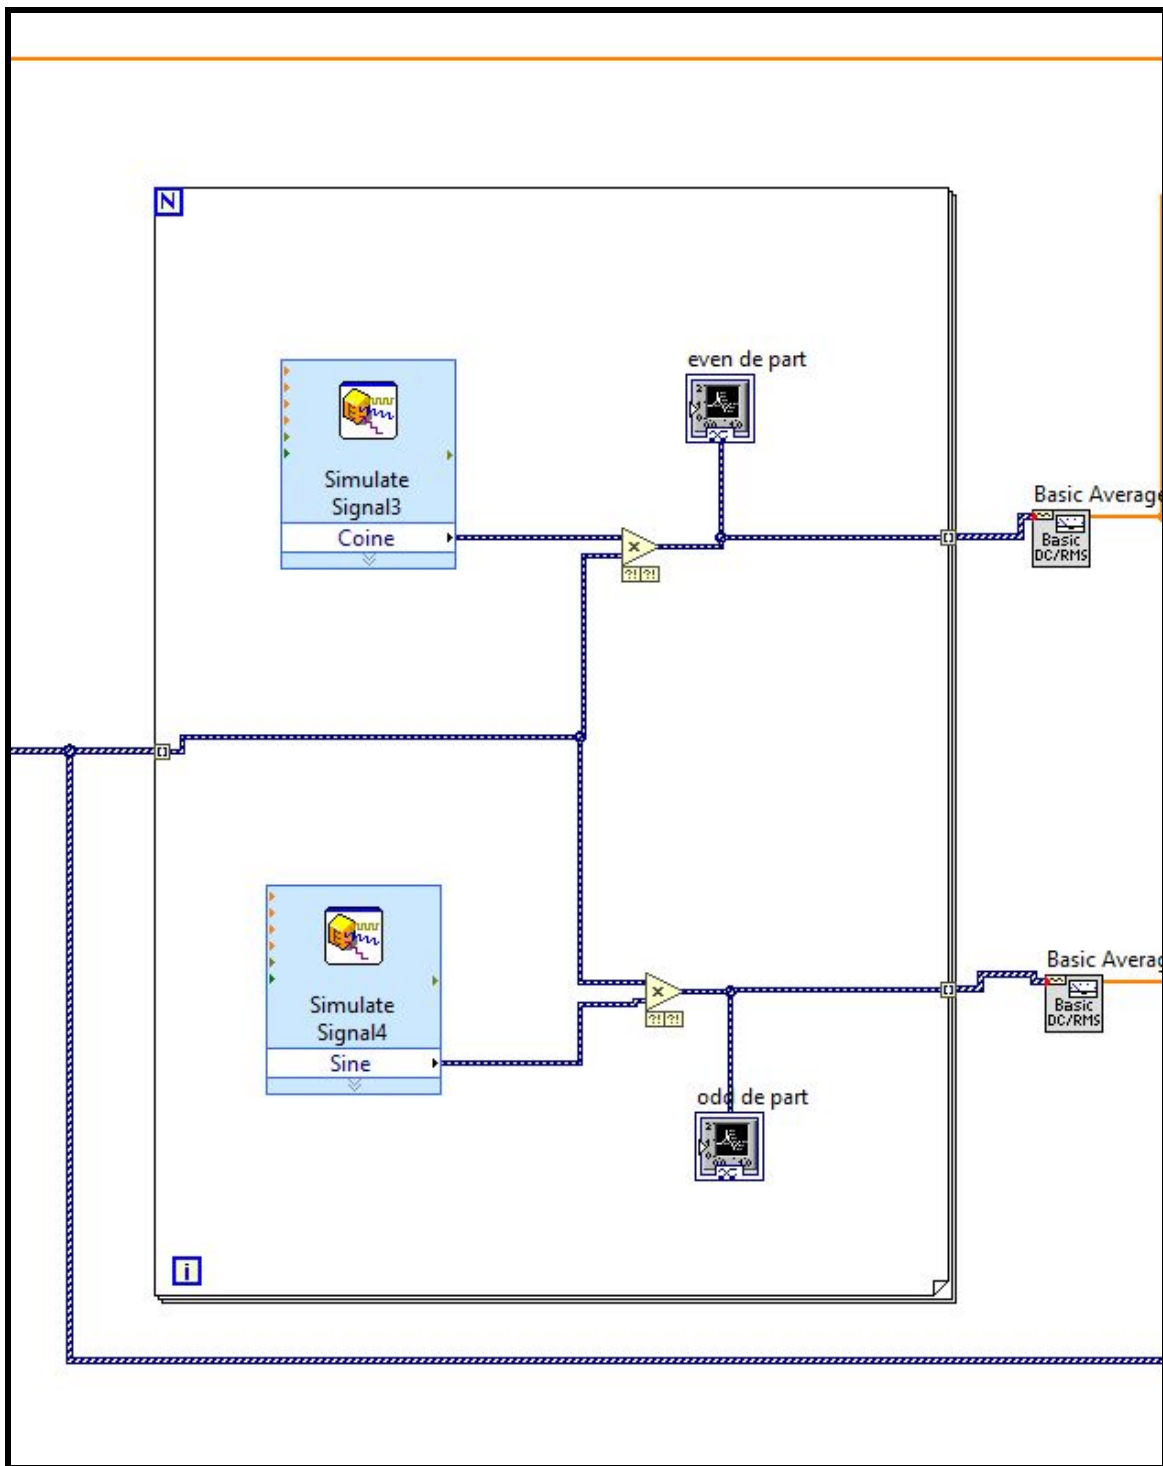 N
even de part
Simulate
Signal3
Coine
Basic Average
Basic
DC/RMS
Simulate
Signal4
Sine
Basic Averag
Basic
DC/RMS
odd de part
i